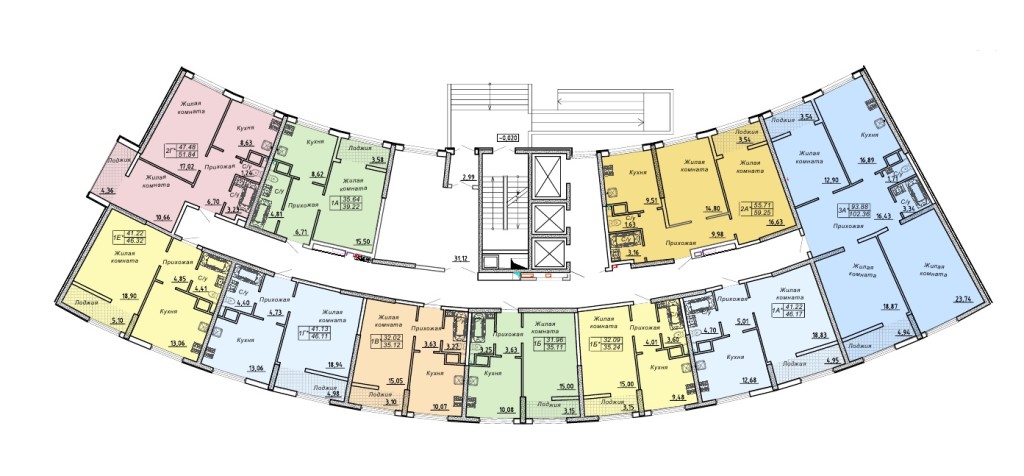 Жилая
комната
2Г*
47.48
51.84
17,02
Кухня
8,63
С/у
1,24
Лоджия
4,36
Жилая
комната
10,66
Прихожая
6,70
3,23
С/у
4,81
Кухня
8,62
6,71
Лоджия
3,58
Жилая
комната
1А
35.64
39.22
15,50
2,99
-0,020
31,12
Кухня
9,51
С/у
1,63
3,16
Жилая
комната
14,80
Прихожая
9,98
Лоджия
3,54
Жилая
комната
2А*
55.71
59.25
16,63
Лоджия
3,54
Жилая
комната
12,90
Кухня
16,89
С/у
3,34
3А
93.88
102.36
16,43
Прихожая
Жилая
комната
18,87
Жилая
комната
23,74
4,94
1Е*
41.22
46.32
Жилая
комната
18,90
Лоджия
5,10
Прихожая
4,85
С/у
4,41
Кухня
13,06
С/у
4,40
Прихожая
4,73
Кухня
13,06
1Г*
41.13
46.11
Жилая
комната
18,94
Лоджия
4,98
Жилая
комната
1В
32.02
35.12
15,05
Лоджия
3,10
Прихожая
3,63
3,22
Кухня
10,07
3,25
Прихожая
3,63
Кухня
10,08
Жилая
комната
1Б
31.96
35.11
15,00
Лоджия
3,15
Жилая
комната
1Б*
32.09
35.24
15,00
Лоджия
3,15
Прихожая
4,01
3,60
Кухня
9,48
С/у
4,70
Прихожая
5,01
Кухня
12,68
Жилая
комната
1А*
41.22
46.17
18,83
Лоджия
4,95